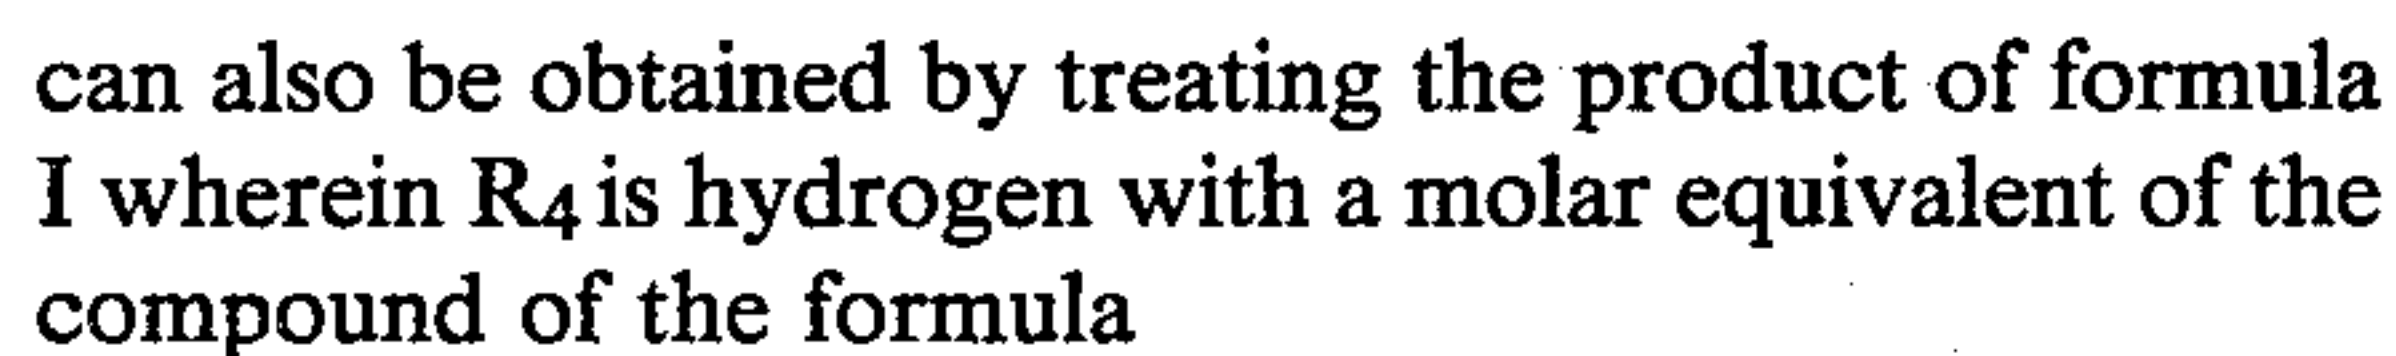 can also be obtained by treating the product of formula
I wherein R₄ is hydrogen with a molar equivalent of the
compound of the formula